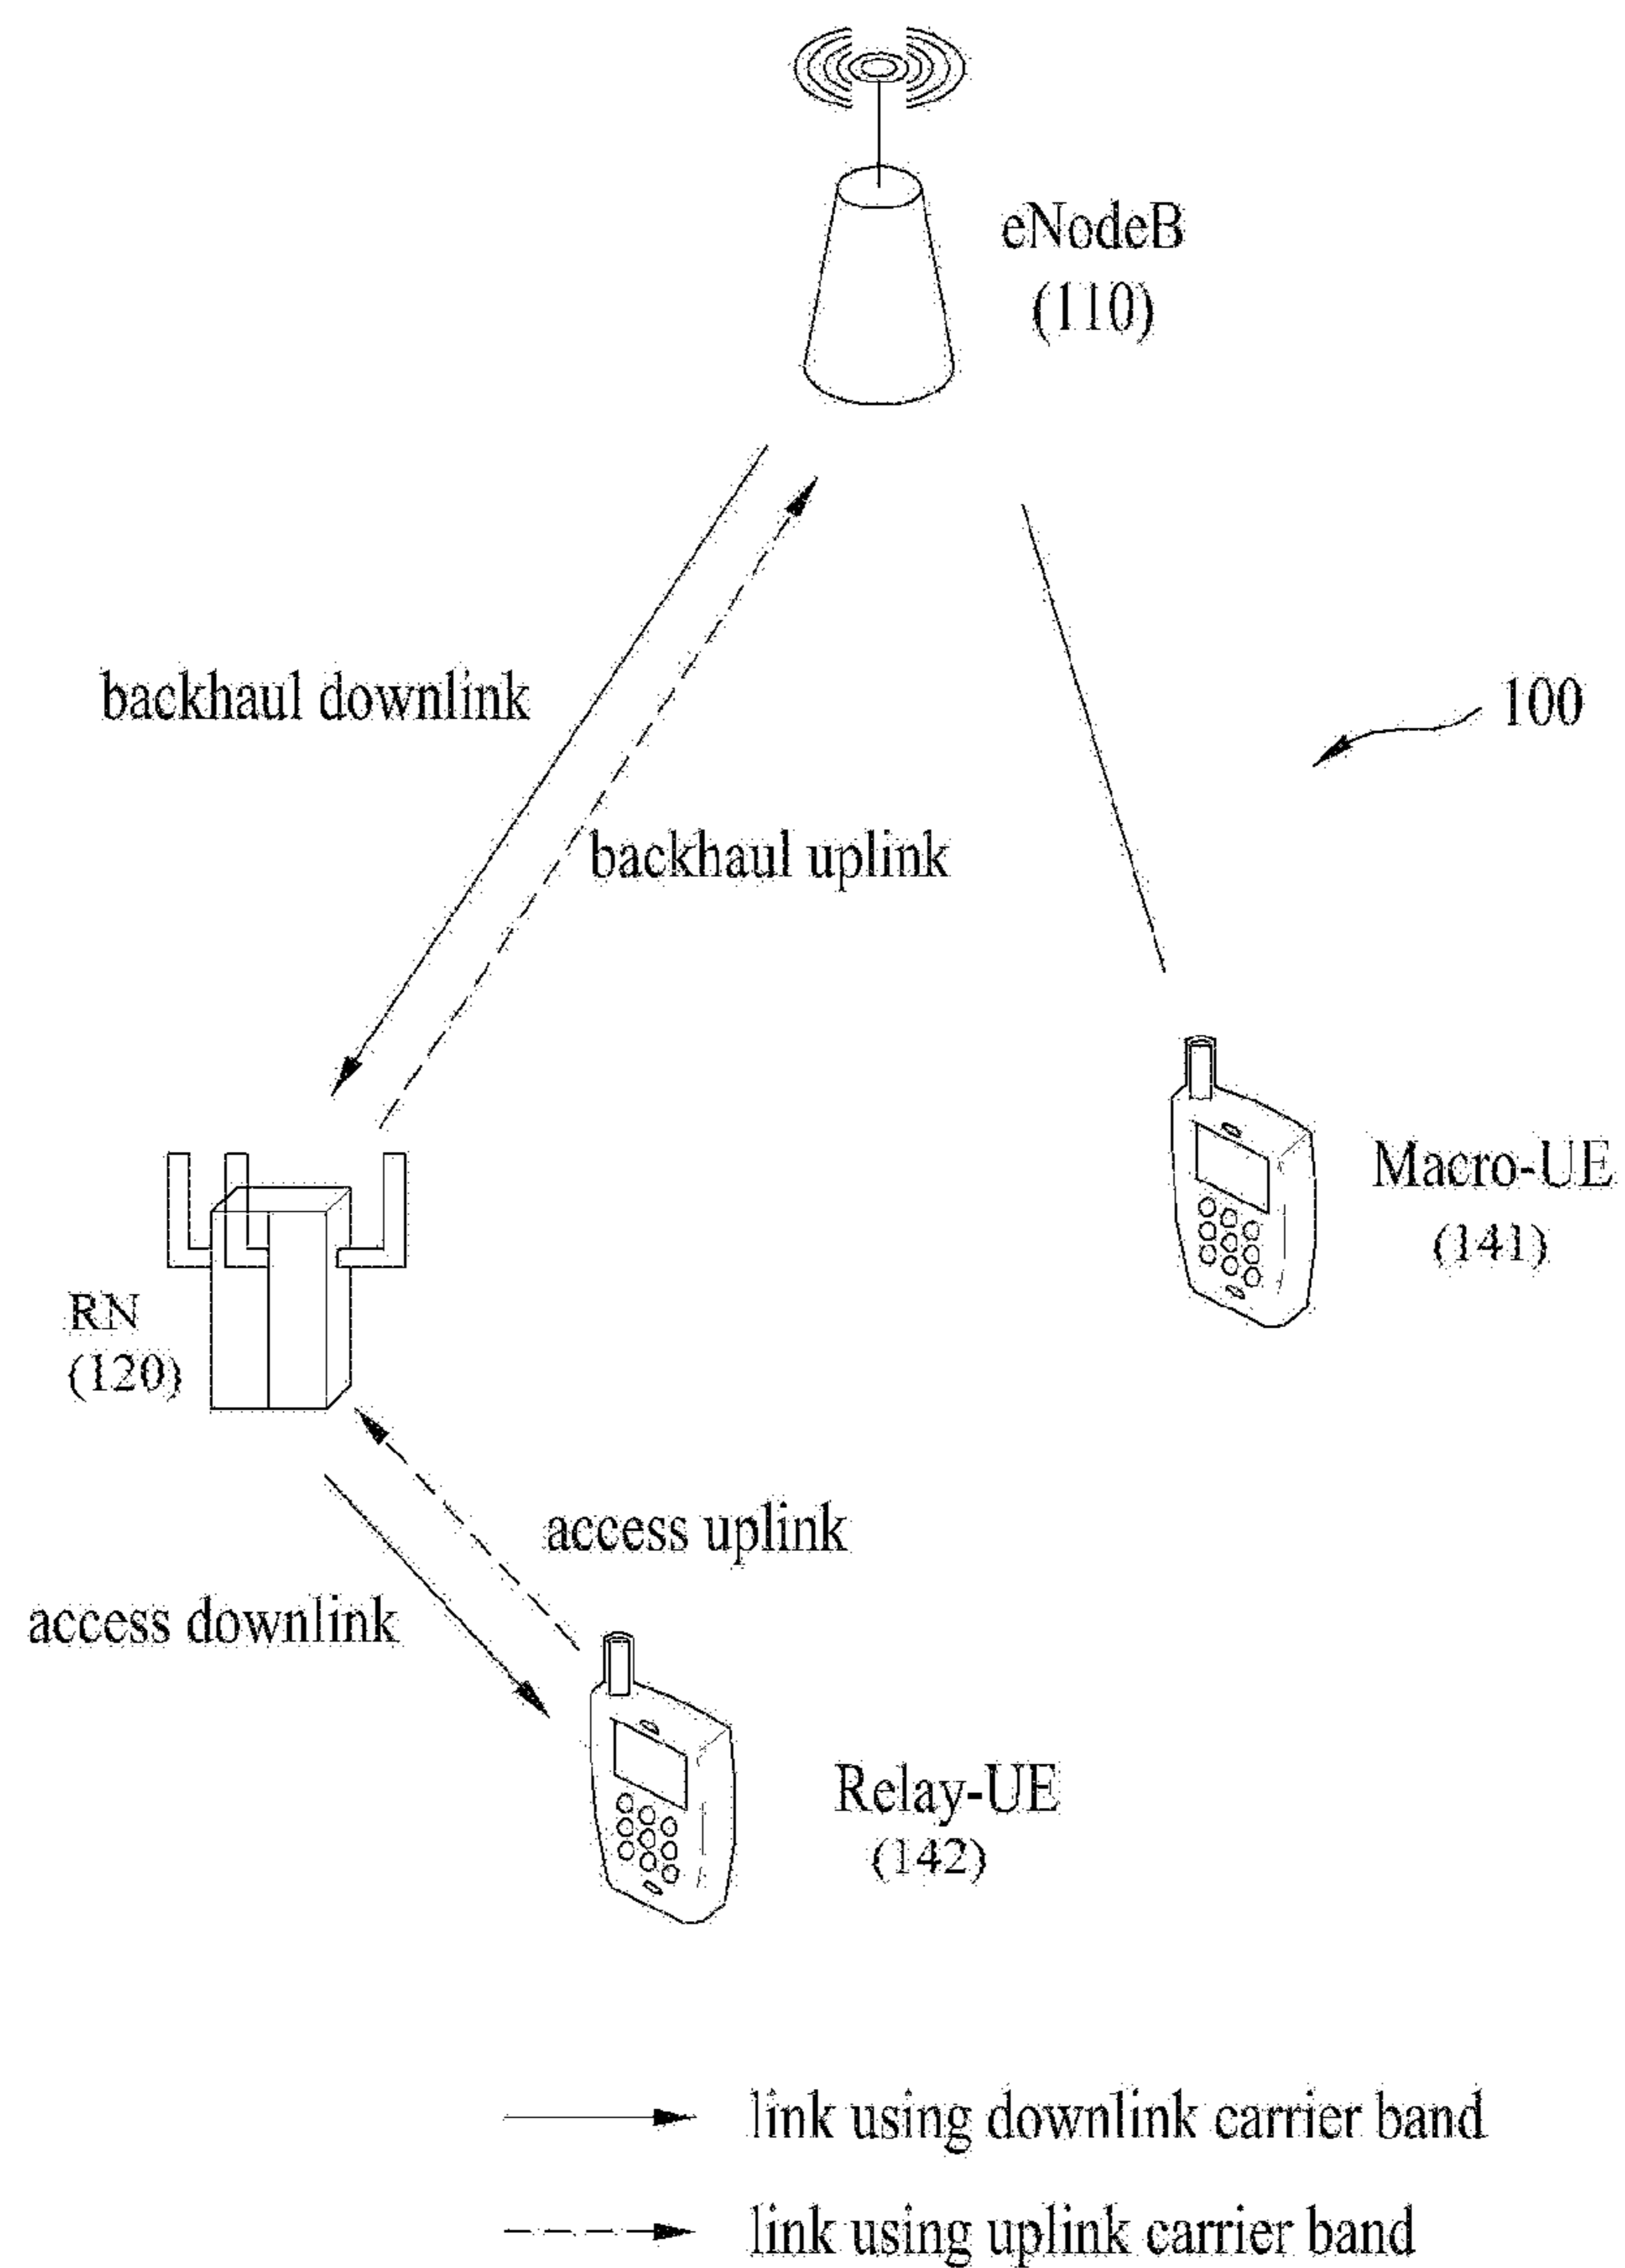 eNodeB
(110)
backhaul downlink
100
backhaul uplink
Macro-UE
(141)
RN
(120)
access uplink
access downlink
Relay-UE
(142)
link using downlink carrier band
link using uplink carrier band